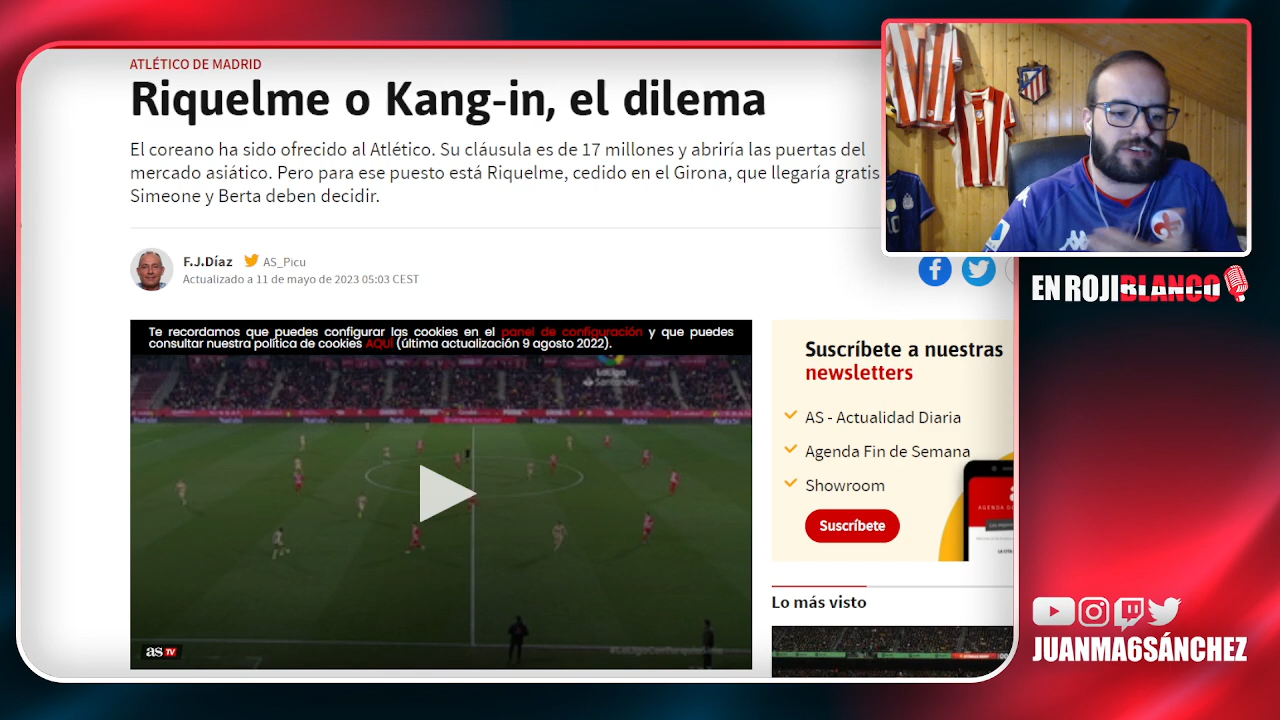 ATLÉTICO DE MADRID
Riquelme o Kang-in, el dilema
El coreano ha sido ofrecido al Atlético. Su cláusula es de 17 millones y abriría las puertas del
mercado asiático. Pero para ese puesto está Riquelme, cedido en el Girona, que llegaría gratis
Simeone y Berta deben decidir.
F.J.Díaz AS_Picu
Actualizado a 11 de mayo de 2023 05:03 CEST
EN ROJIBLANCO
Te recordamos que puedes configurar las cookies en el panel de configuración y que puedes
consultar nuestra política de cookies AQUÍ (última actualización 9 agosto 2022).
LaLiga
Santander
as TV
Suscríbete a nuestras
newsletters
AS - Actualidad Diaria
Agenda Fin de Semana
Showroom
Suscríbete
Lo más visto
JUANMA6SÁNCHEZ